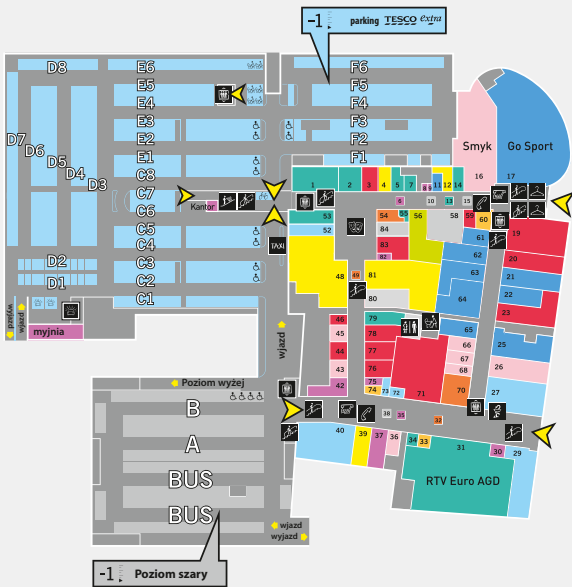 -1 parking TESCO extra
D8 E6 F6
E5 F5
E4 F4
E3 F3
D7 E2 F2
D6 E1 F1
D5 C8
D4 C7
D3 C6
C5
C4
D2 C3
D1 C2
C1
Kantor
TAXI
Smyk
16
Go Sport
17
1 2 3 4 5 7 8 9 11 12 14
6 10 13 15
53 54 55 56 58 59 60
52 84 61 19
83 62 20
82 63 21
48 49 81 64 22
80 23
46 79 65 25
45 78 66
44 77 67 26
43 76 68
42 75 71 70 27
74 73 72
38 35 32
40 39 37 36 34 33 31 30 29
RTV Euro AGD
wyjazd
wjazd
myjnia
wjazd
Poziom wyżej
B
A
BUS
BUS
wjazd
wyjazd
-1 Poziom szary